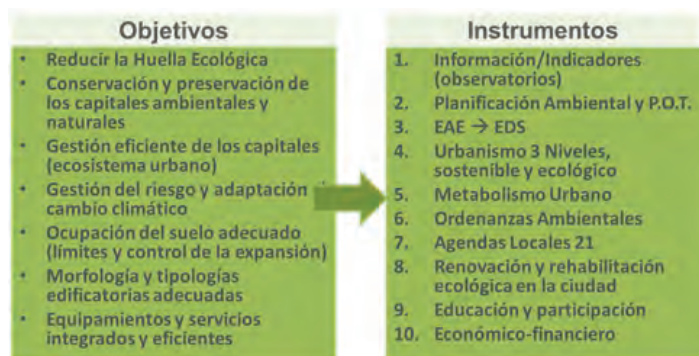 Objetivos
• Reducir la Huella Ecológica
• Conservación y preservación de
los capitales ambientales y
naturales
• Gestión eficiente de los capitales
(ecosistema urbano)
• Gestión del riesgo y adaptación
cambio climático
• Ocupación del suelo adecuado
(límites y control de la expansión)
• Morfología y tipologías
edificatorias adecuadas
• Equipamientos y servicios
integrados y eficientes
Instrumentos
1. Información/Indicadores
(observatorios)
2. Planificación Ambiental y P.O.T.
3. EAE → EDS
4. Urbanismo 3 Niveles,
sostenible y ecológico
5. Metabolismo Urbano
6. Ordenanzas Ambientales
7. Agendas Locales 21
8. Renovación y rehabilitación
ecológica en la ciudad
9. Educación y participación
10. Económico-financiero